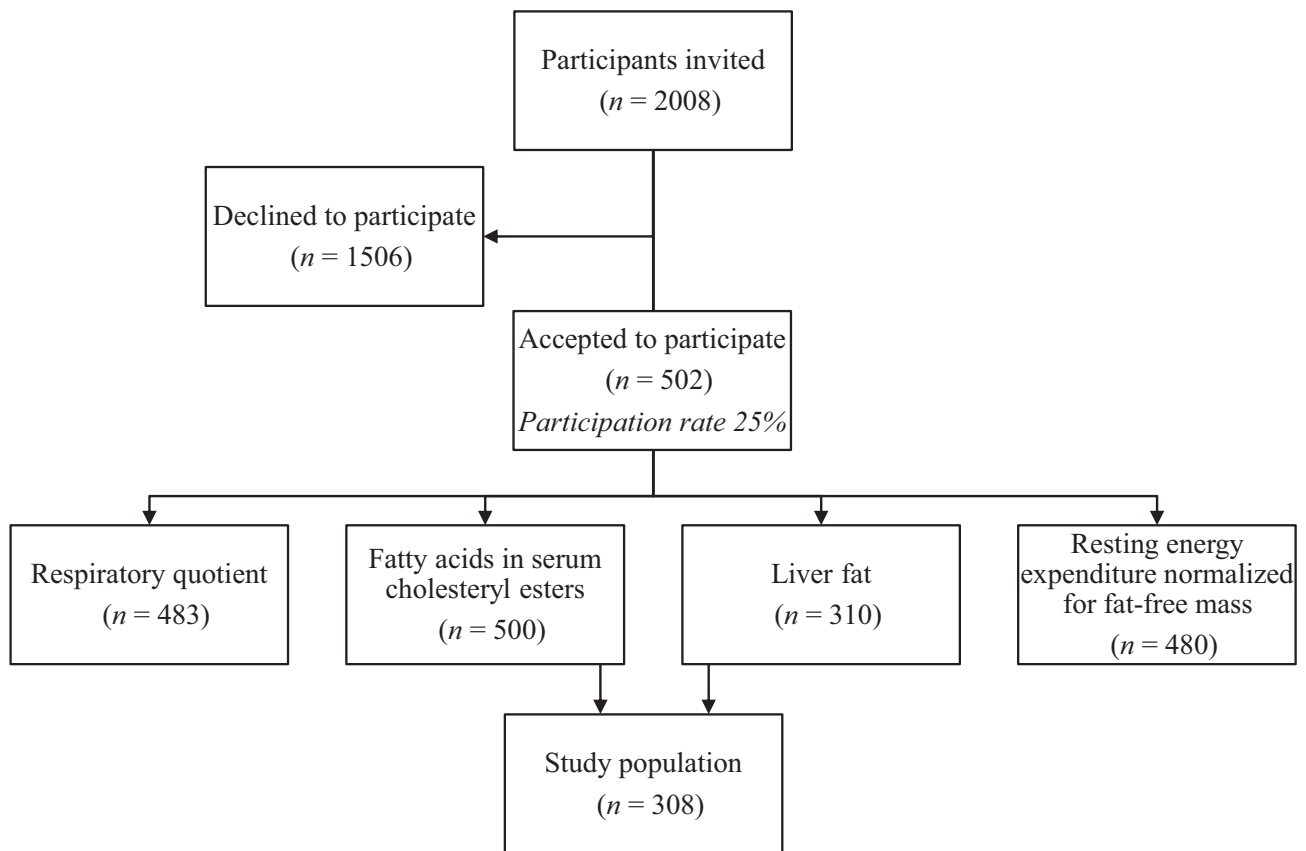 Participants invited
(n = 2008)
Declined to participate
(n = 1506)
Accepted to participate
(n = 502)
Participation rate 25%
Respiratory quotient
(n = 483)
Fatty acids in serum
cholesteryl esters
(n = 500)
Liver fat
(n = 310)
Resting energy
expenditure normalized
for fat-free mass
(n = 480)
Study population
(n = 308)